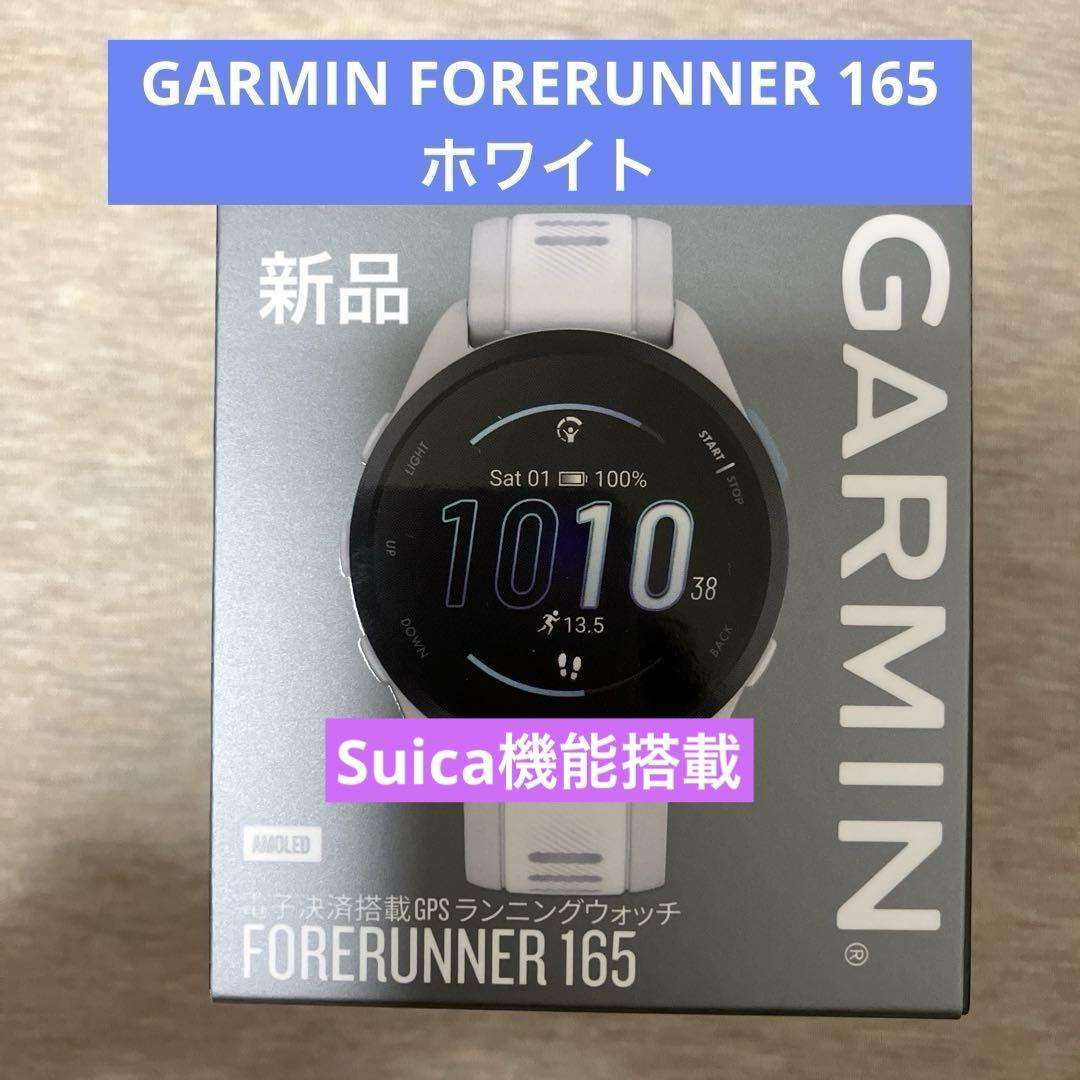 GARMIN FORERUNNER 165
ホワイト
新品
GARMIN®
LIGHT
START
STOP
Sat 01 100%
UP
1010
38
13.5
DOWN
BACK
Suica機能搭載
AMOLED
電子決済搭載GPSランニングウォッチ
FORERUNNER 165